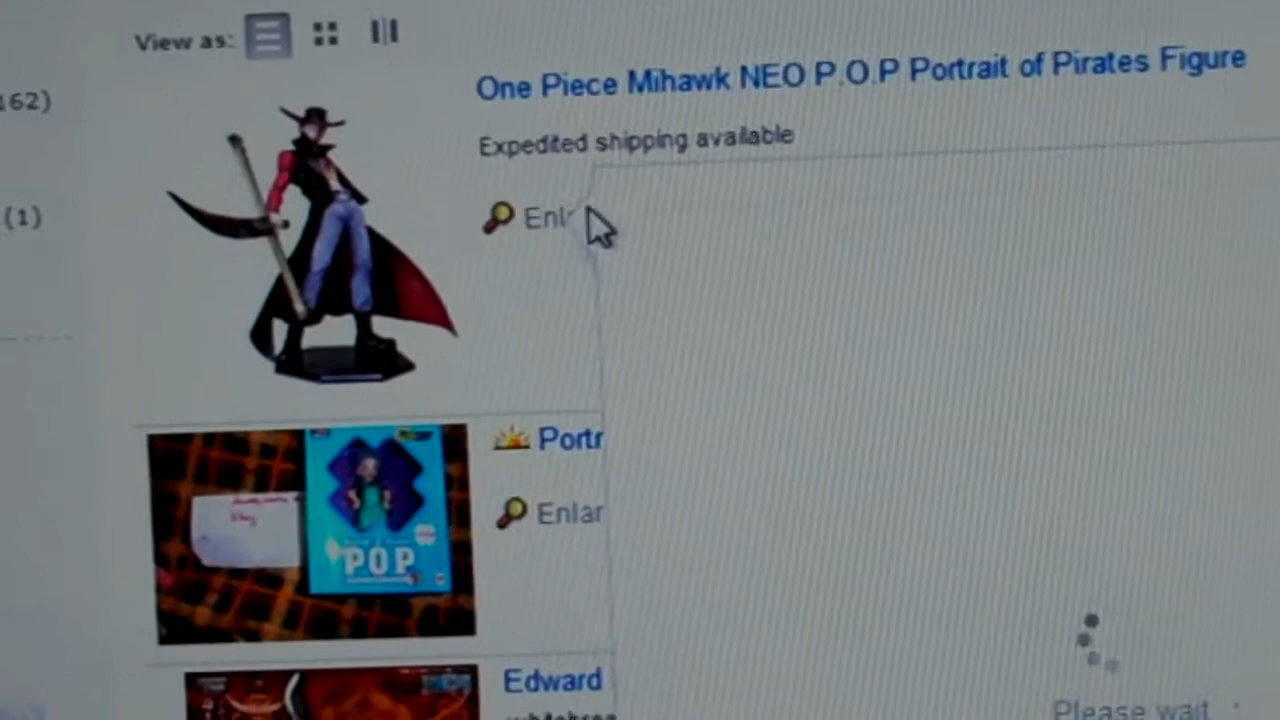 View as:
162)
One Piece Mihawk NEO P.O.P Portrait of Pirates Figure
Expedited shipping available
(1)
Enl
Portr
Enlar
POP
Edward
Please wait